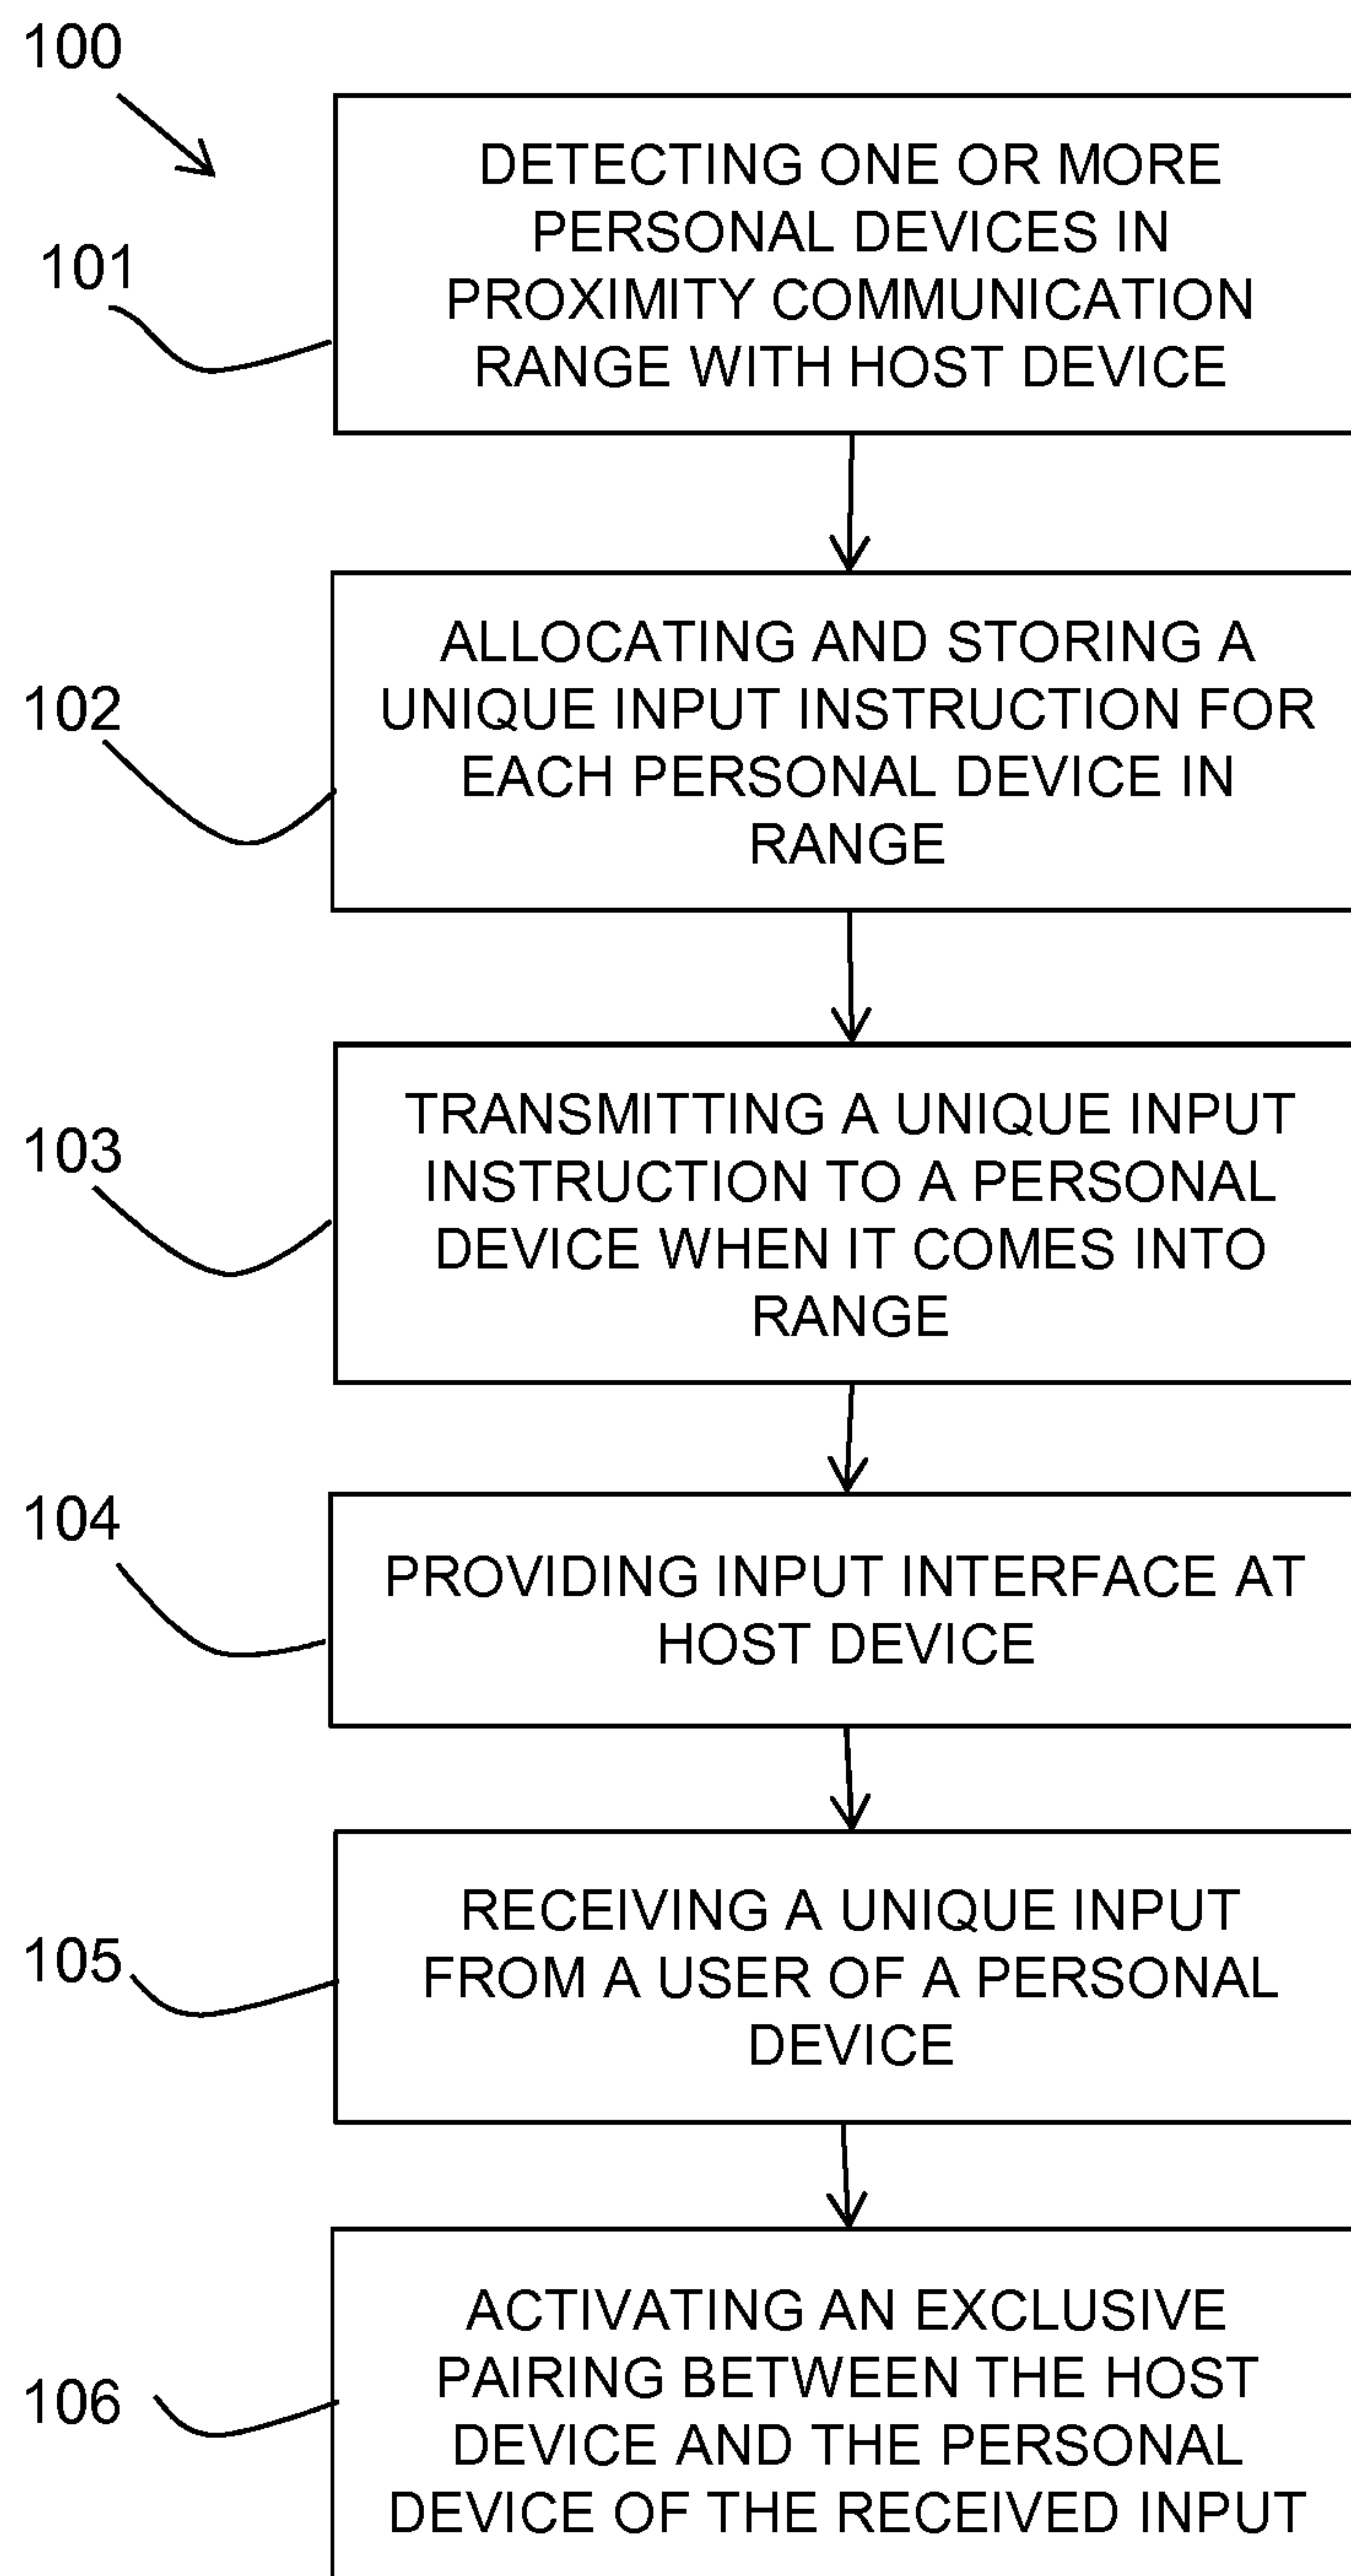 100
101
DETECTING ONE OR MORE
PERSONAL DEVICES IN
PROXIMITY COMMUNICATION
RANGE WITH HOST DEVICE
102
ALLOCATING AND STORING A
UNIQUE INPUT INSTRUCTION FOR
EACH PERSONAL DEVICE IN
RANGE
103
TRANSMITTING A UNIQUE INPUT
INSTRUCTION TO A PERSONAL
DEVICE WHEN IT COMES INTO
RANGE
104
PROVIDING INPUT INTERFACE AT
HOST DEVICE
105
RECEIVING A UNIQUE INPUT
FROM A USER OF A PERSONAL
DEVICE
106
ACTIVATING AN EXCLUSIVE
PAIRING BETWEEN THE HOST
DEVICE AND THE PERSONAL
DEVICE OF THE RECEIVED INPUT